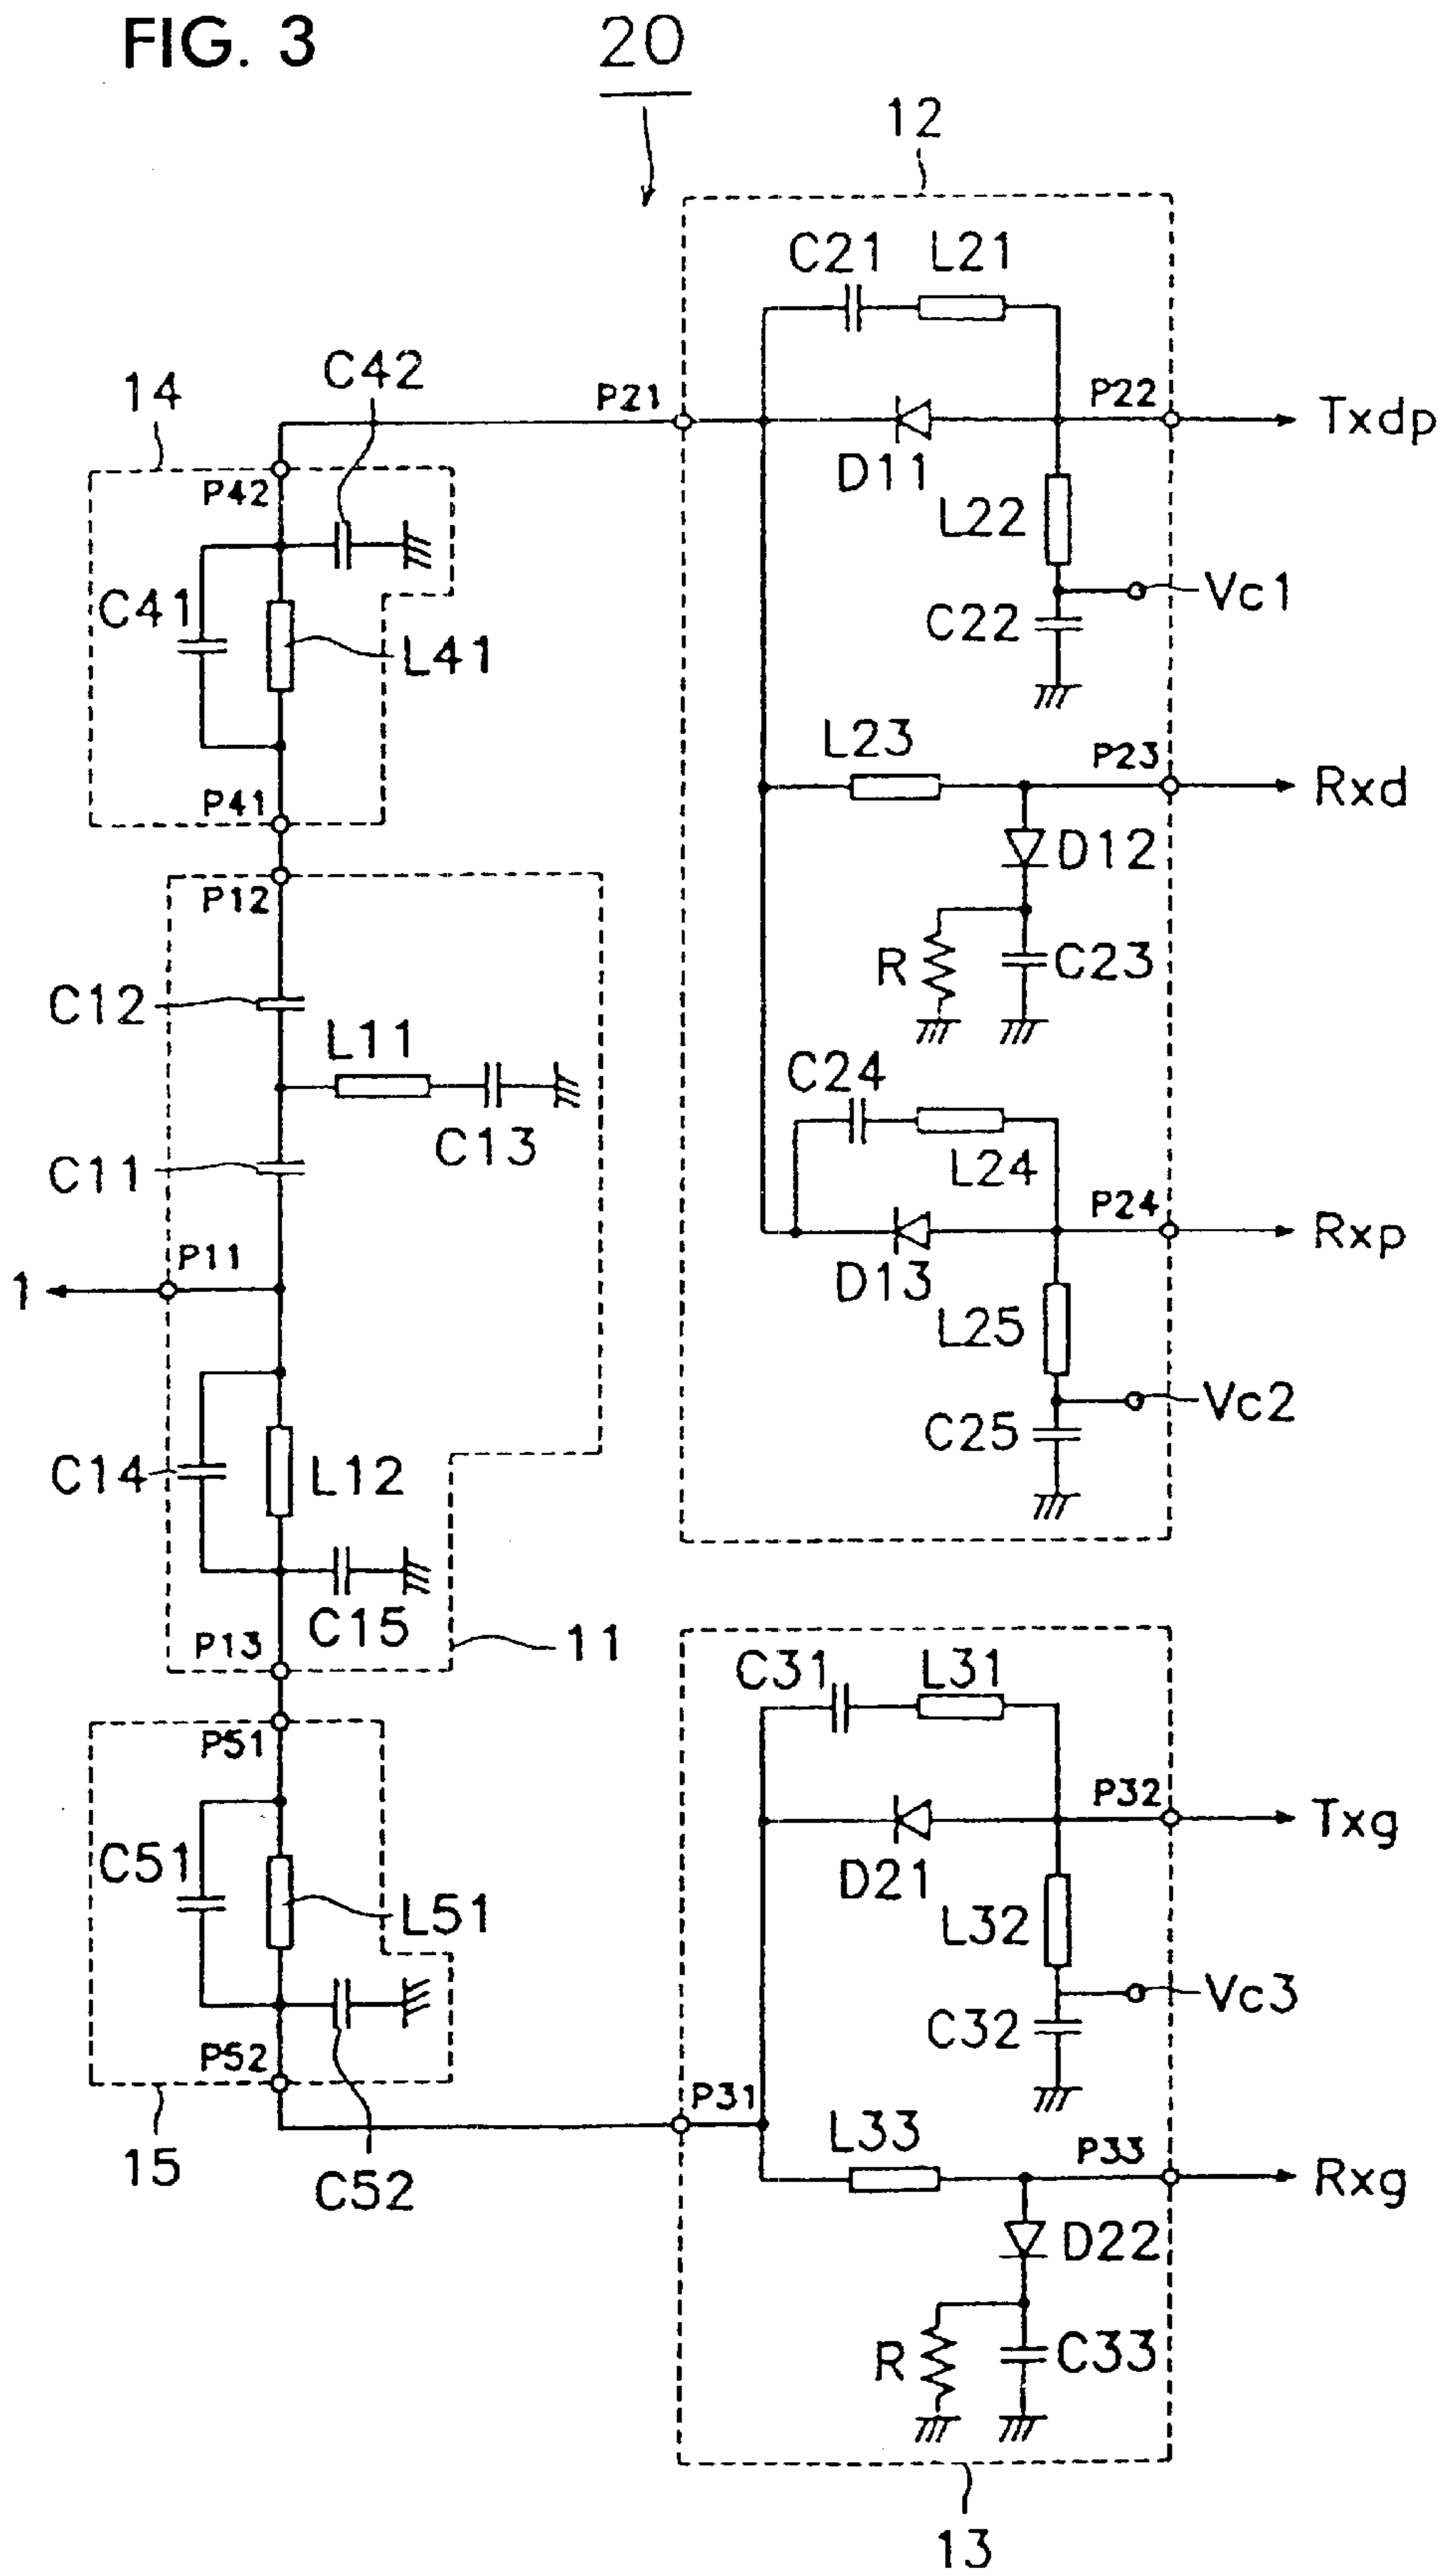 FIG. 3
20
12
C21 L21
C42
14
P21
P22
Txdp
D11
P42
L22
C41
Vc1
C22
L41
L23
P23
P41
Rxd
D12
P12
C12
R
C23
L11
C24
C13
C11
L24
P24
P11
Rxp
1
D13
L25
Vc2
C25
C14
L12
C15
P13
11
C31 L31
P51
P32
Txg
C51
D21
L51
L32
Vc3
C32
P52
P31
L33
P33
15
Rxg
C52
D22
R
C33
13